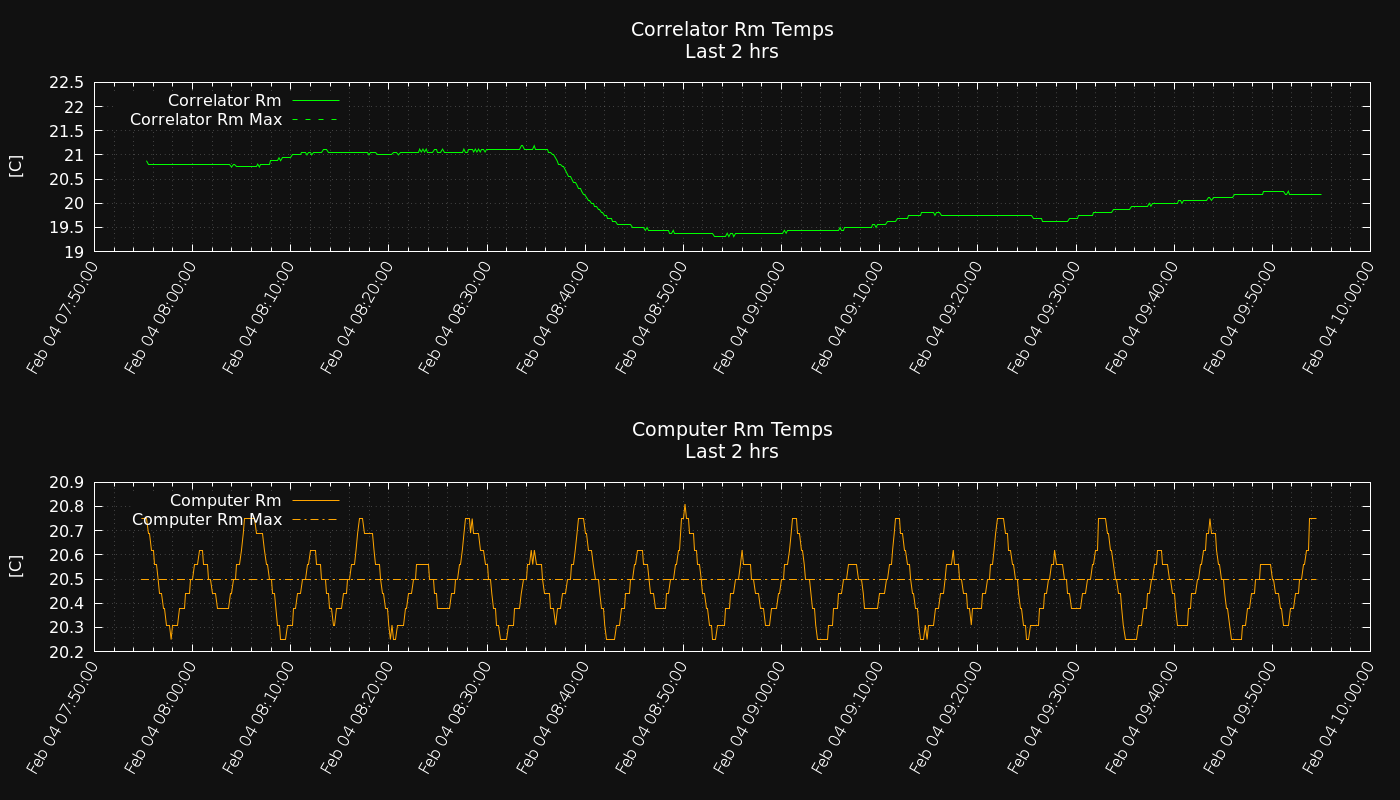 Correlator Rm Temps
Last 2 hrs
22.5
22
21.5
21
20.5
20
19.5
19
[C]
Correlator Rm
Correlator Rm Max
Feb 04 07:50:00
Feb 04 08:00:00
Feb 04 08:10:00
Feb 04 08:20:00
Feb 04 08:30:00
Feb 04 08:40:00
Feb 04 08:50:00
Feb 04 09:00:00
Feb 04 09:10:00
Feb 04 09:20:00
Feb 04 09:30:00
Feb 04 09:40:00
Feb 04 09:50:00
Feb 04 10:00:00
Computer Rm Temps
Last 2 hrs
20.9
20.8
20.7
20.6
20.5
20.4
20.3
20.2
[C]
Computer Rm
Computer Rm Max
Feb 04 07:50:00
Feb 04 08:00:00
Feb 04 08:10:00
Feb 04 08:20:00
Feb 04 08:30:00
Feb 04 08:40:00
Feb 04 08:50:00
Feb 04 09:00:00
Feb 04 09:10:00
Feb 04 09:20:00
Feb 04 09:30:00
Feb 04 09:40:00
Feb 04 09:50:00
Feb 04 10:00:00